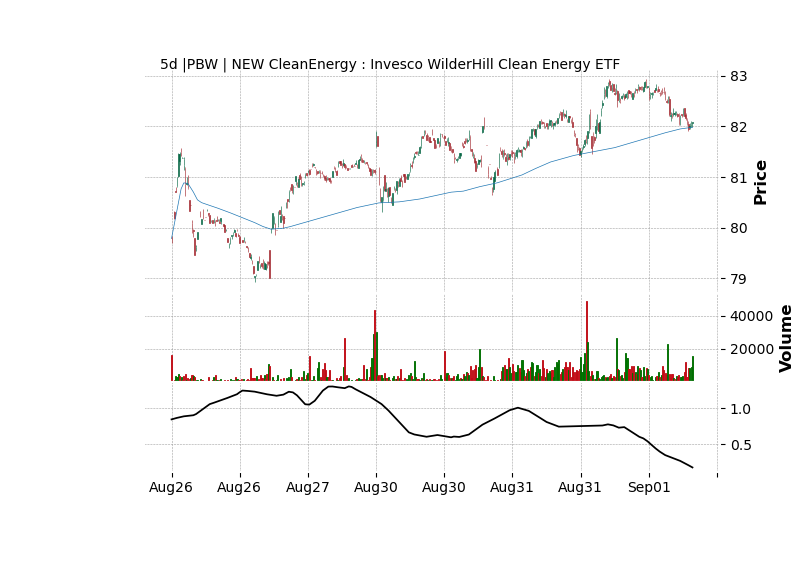 5d |PBW | NEW CleanEnergy : Invesco WilderHill Clean Energy ETF
83
82
81
80
79
Price
40000
20000
Volume
1.0
0.5
Aug26 Aug26 Aug27 Aug30 Aug30 Aug31 Aug31 Sep01